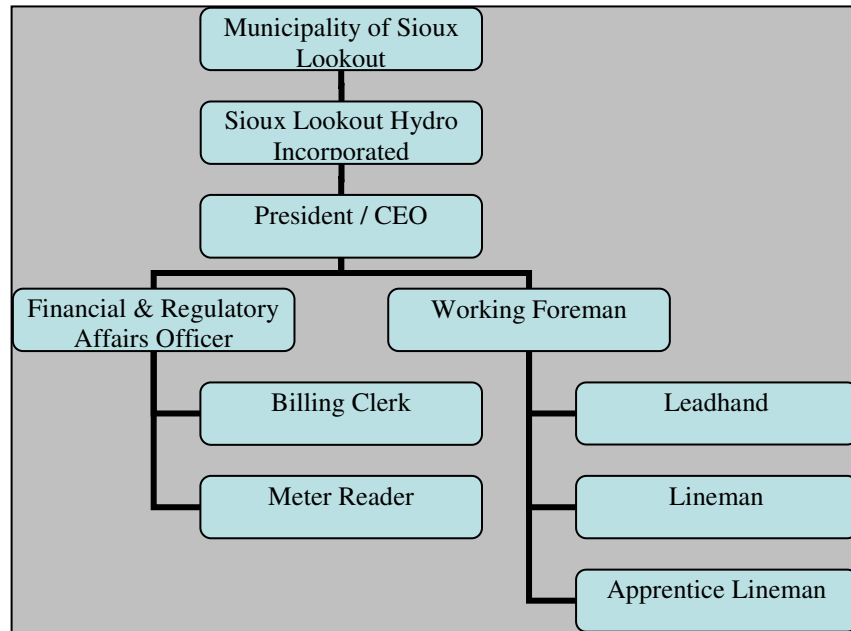 Municipality of Sioux
Lookout
Sioux Lookout Hydro
Incorporated
President / CEO
Financial & Regulatory
Affairs Officer
Working Foreman
Billing Clerk
Leadhand
Meter Reader
Lineman
Apprentice Lineman